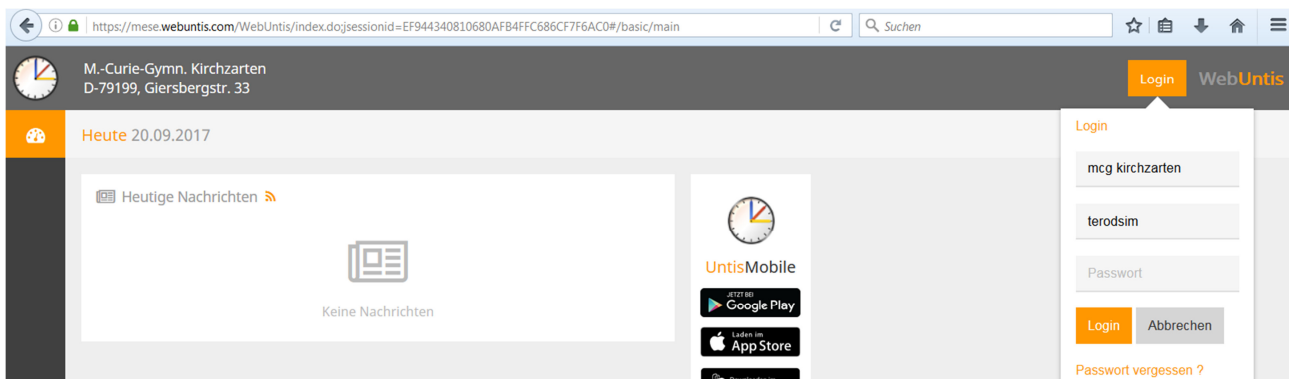 https://mese.webuntis.com/WebUntis/index.do;jsessionid=EF944340810680AFB4FFC686CF7F6AC0#/basic/main
Suchen
M.-Curie-Gymn. Kirchzarten
D-79199, Giersbergstr. 33
Login
WebUntis
Heute 20.09.2017
Login
mcg kirchzarten
terodsim
Passwort
Login Abbrechen
Passwort vergessen ?
Heutige Nachrichten
Keine Nachrichten
UntisMobile
JETZT BEI
Google Play
Laden im
App Store